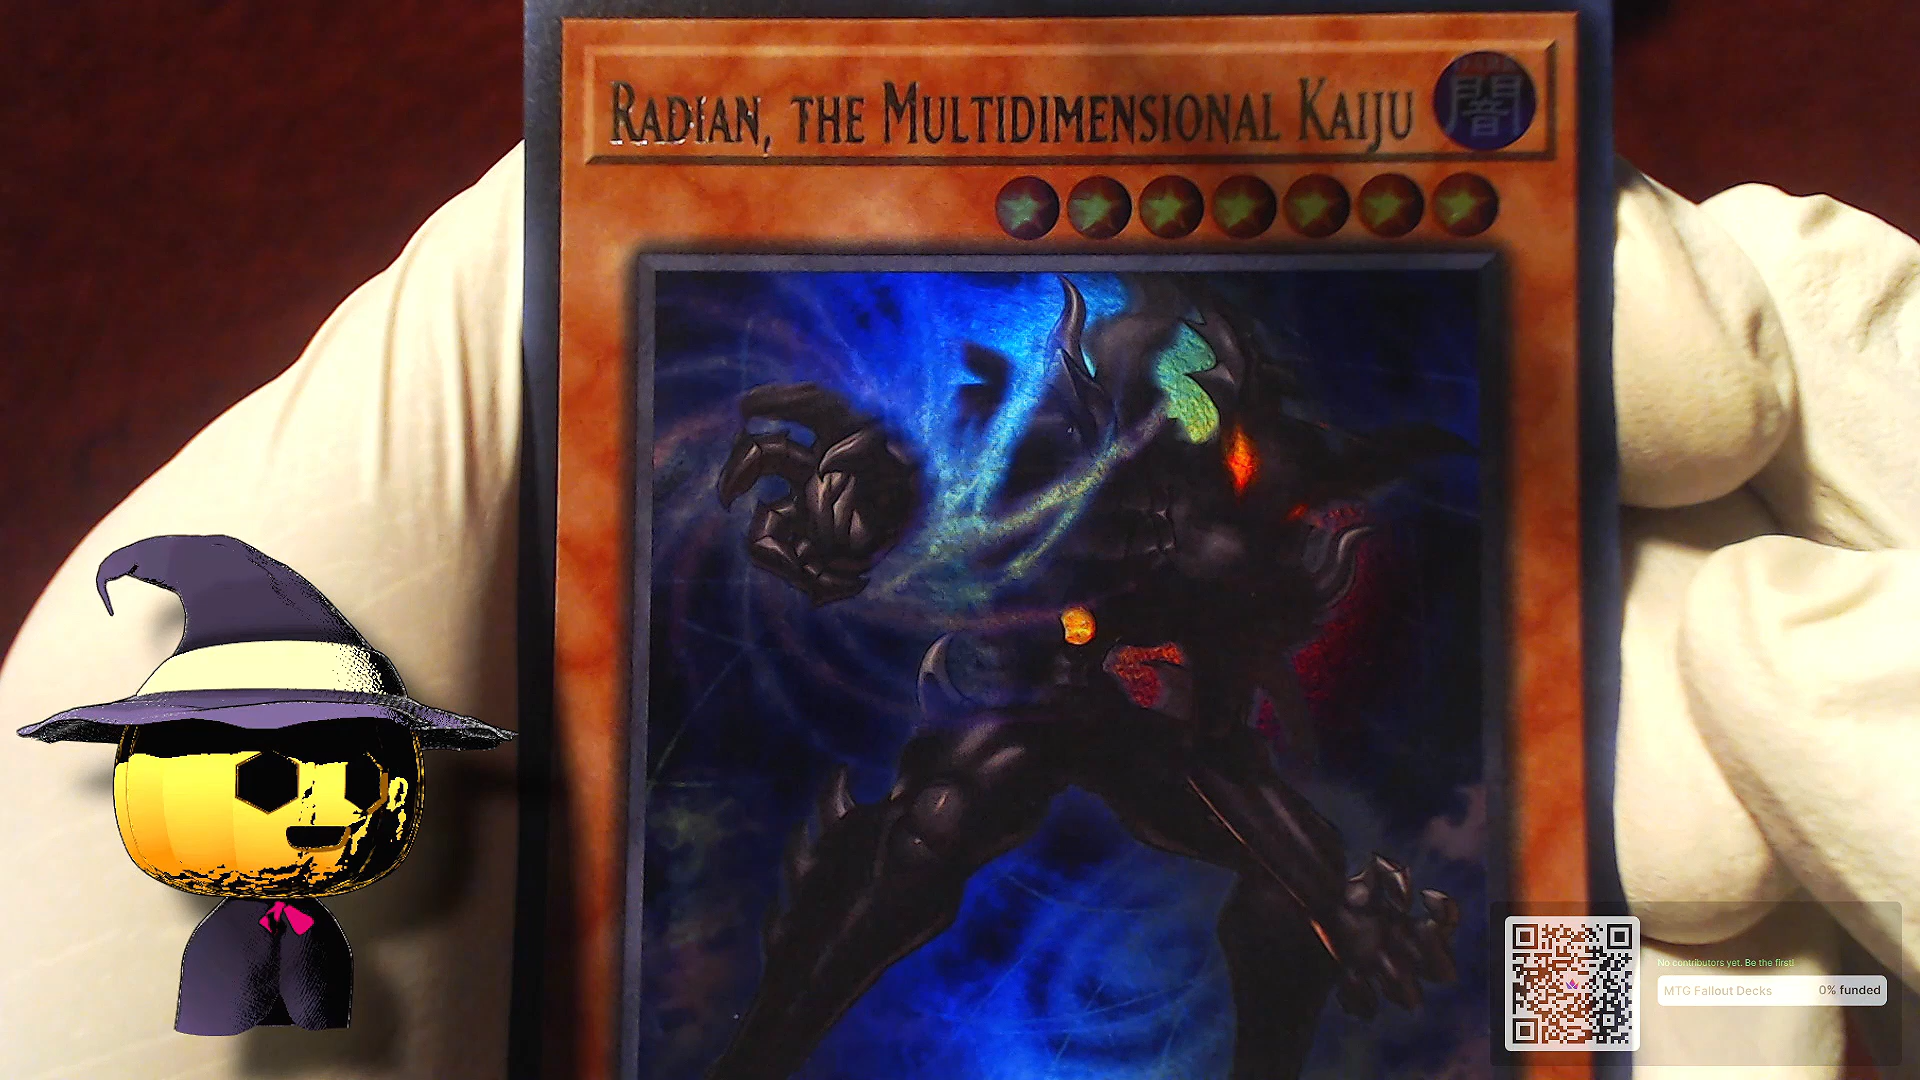 Radian, the Multidimensional Kaiju
闇
No contributors yet. Be the first!
MTG Fallout Decks 0% funded